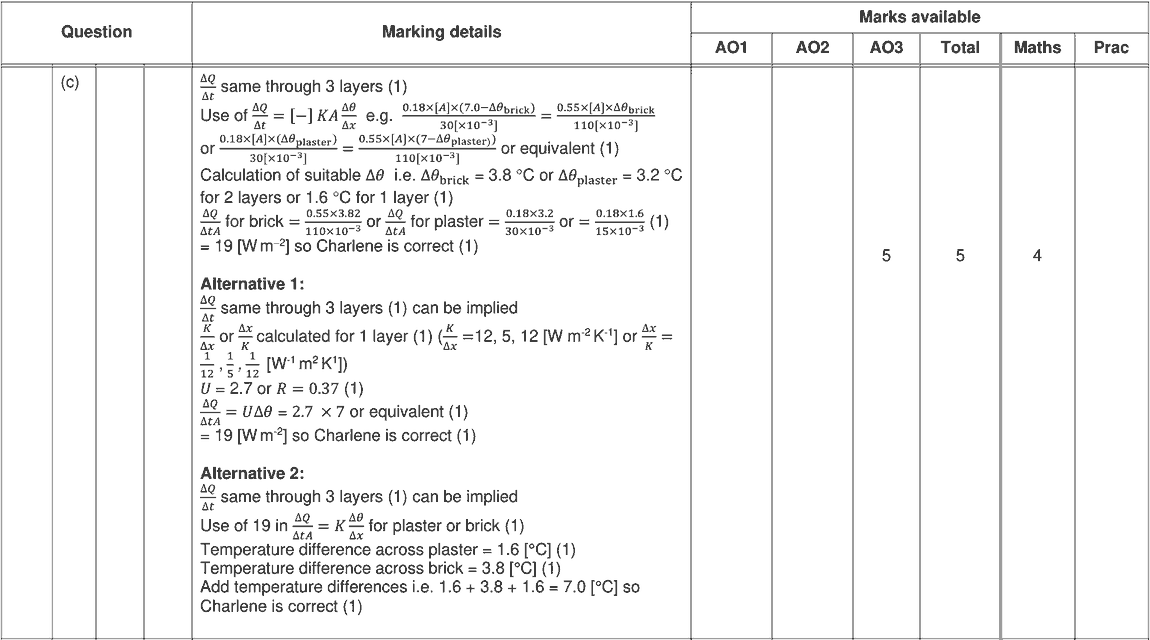 Question Marking details Marks available
AO1 AO2 AO3 Total Maths Prac
(c) ΔQ/Δt same through 3 layers (1)
Use of ΔQ/Δt = [−] KA Δθ/Δx e.g. 0.18×[A]×(7.0−Δθbrick)/30[×10⁻³] = 0.55×[A]×Δθbrick/110[×10⁻³]
or 0.18×[A]×(Δθplaster)/30[×10⁻³] = 0.55×[A]×(7−Δθplaster))/110[×10⁻³] or equivalent (1)
Calculation of suitable Δθ i.e. Δθbrick = 3.8 °C or Δθplaster = 3.2 °C
for 2 layers or 1.6 °C for 1 layer (1)
ΔQ/ΔtA for brick = 0.55×3.82/110×10⁻³ or ΔQ/ΔtA for plaster = 0.18×3.2/30×10⁻³ or = 0.18×1.6/15×10⁻³ (1)
= 19 [W m⁻²] so Charlene is correct (1)
5 5 4
Alternative 1:
ΔQ/Δt same through 3 layers (1) can be implied
K/Δx or Δx/K calculated for 1 layer (1) (K/Δx =12, 5, 12 [W m⁻² K⁻¹] or Δx/K =
1/12, 1/5, 1/12 [W⁻¹ m² K¹])
U = 2.7 or R = 0.37 (1)
ΔQ/ΔtA = UΔθ = 2.7 × 7 or equivalent (1)
= 19 [W m⁻²] so Charlene is correct (1)
Alternative 2:
ΔQ/Δt same through 3 layers (1) can be implied
Use of 19 in ΔQ/ΔtA = K Δθ/Δx for plaster or brick (1)
Temperature difference across plaster = 1.6 [°C] (1)
Temperature difference across brick = 3.8 [°C] (1)
Add temperature differences i.e. 1.6 + 3.8 + 1.6 = 7.0 [°C] so
Charlene is correct (1)